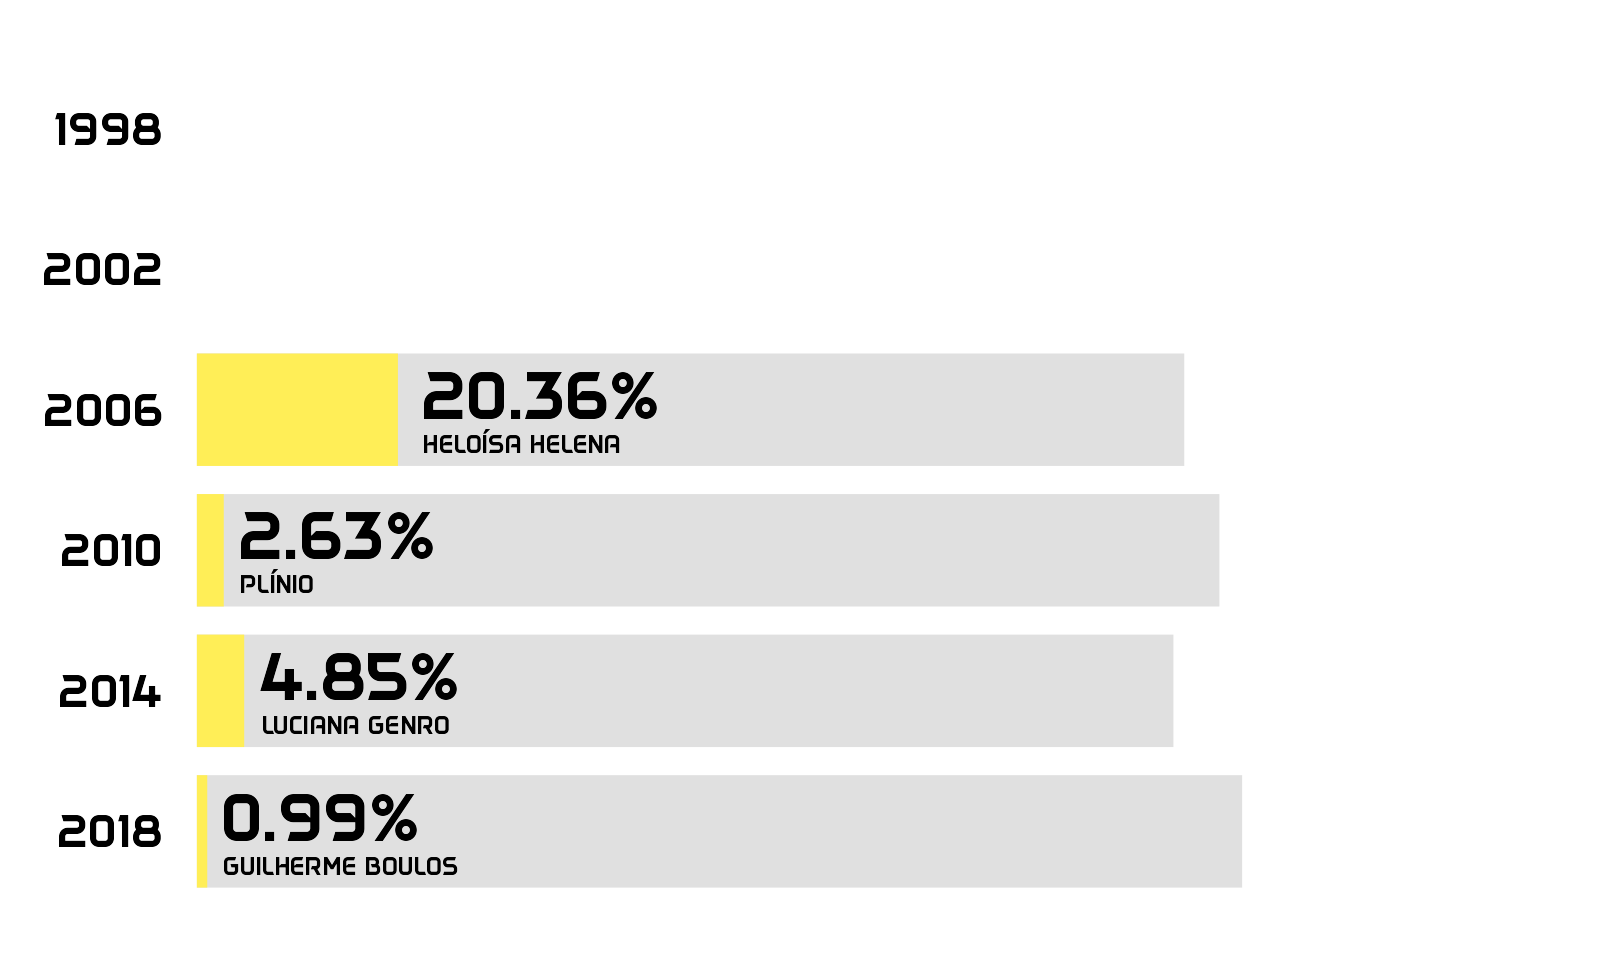 1998
2002
2006
20.36%
HELOÍSA HELENA
2010
2.63%
PLÍNIO
2014
4.85%
LUCIANA GENRO
2018
0.99%
GUILHERME BOULOS